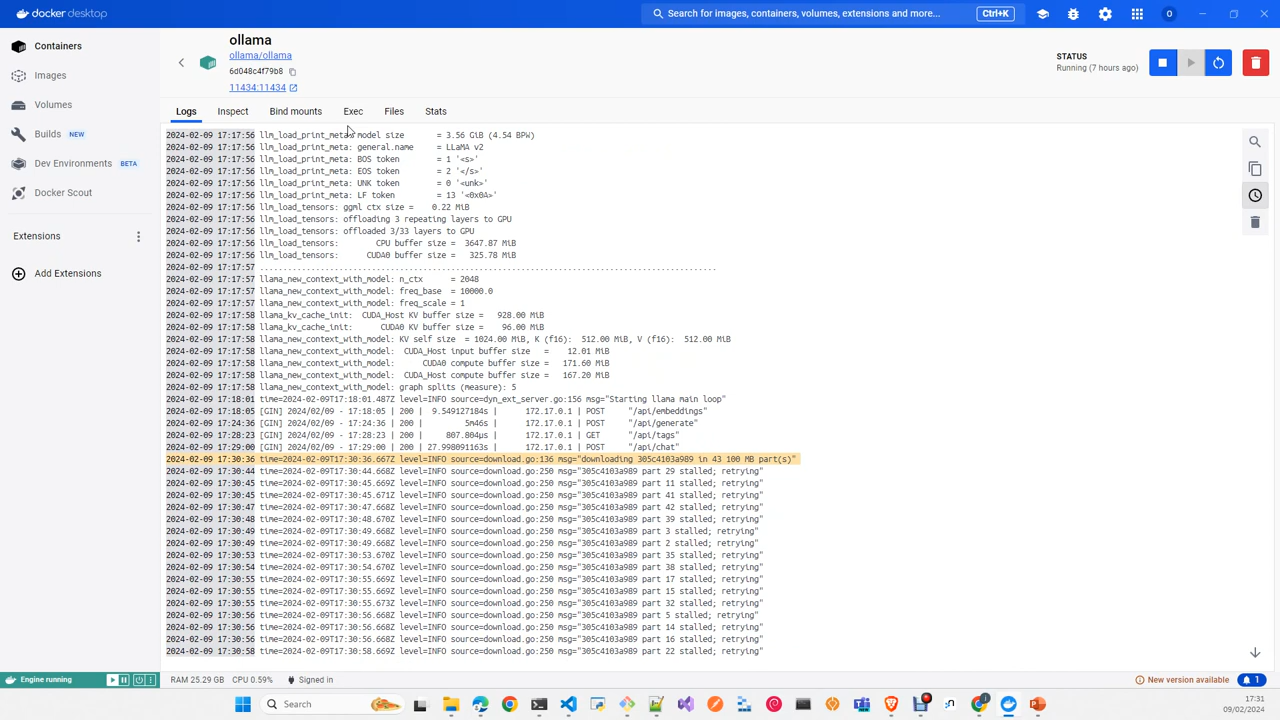 docker desktop
Search for images, containers, volumes, extensions and more...
Ctrl+K
O
Containers
Images
Volumes
Builds NEW
Dev Environments BETA
Docker Scout
Extensions
Add Extensions
ollama
ollama/ollama
6d048c4f79b8
11434:11434
STATUS
Running (7 hours ago)
Logs Inspect Bind mounts Exec Files Stats
2024-02-09 17:17:56 llm_load_print_meta: model size = 3.56 GiB (4.54 BPW)
2024-02-09 17:17:56 llm_load_print_meta: general.name = LLaMA v2
2024-02-09 17:17:56 llm_load_print_meta: BOS token = 1 '<s>'
2024-02-09 17:17:56 llm_load_print_meta: EOS token = 2 '</s>'
2024-02-09 17:17:56 llm_load_print_meta: UNK token = 0 '<unk>'
2024-02-09 17:17:56 llm_load_print_meta: LF token = 13 '<0x0A>'
2024-02-09 17:17:56 llm_load_tensors: ggml ctx size = 0.22 MiB
2024-02-09 17:17:56 llm_load_tensors: offloading 3 repeating layers to GPU
2024-02-09 17:17:56 llm_load_tensors: offloaded 3/33 layers to GPU
2024-02-09 17:17:56 llm_load_tensors: CPU buffer size = 3647.87 MiB
2024-02-09 17:17:56 llm_load_tensors: CUDA0 buffer size = 325.78 MiB
2024-02-09 17:17:57 ....................................................................................................
2024-02-09 17:17:57 llama_new_context_with_model: n_ctx = 2048
2024-02-09 17:17:57 llama_new_context_with_model: freq_base = 10000.0
2024-02-09 17:17:57 llama_new_context_with_model: freq_scale = 1
2024-02-09 17:17:58 llama_kv_cache_init: CUDA_Host KV buffer size = 928.00 MiB
2024-02-09 17:17:58 llama_kv_cache_init: CUDA0 KV buffer size = 96.00 MiB
2024-02-09 17:17:58 llama_new_context_with_model: KV self size = 1024.00 MiB, K (f16): 512.00 MiB, V (f16): 512.00 MiB
2024-02-09 17:17:58 llama_new_context_with_model: CUDA_Host input buffer size = 12.01 MiB
2024-02-09 17:17:58 llama_new_context_with_model: CUDA0 compute buffer size = 171.60 MiB
2024-02-09 17:17:58 llama_new_context_with_model: CUDA_Host compute buffer size = 167.20 MiB
2024-02-09 17:17:58 llama_new_context_with_model: graph splits (measure): 5
2024-02-09 17:18:01 time=2024-02-09T17:18:01.487Z level=INFO source=dyn_ext_server.go:156 msg="Starting llama main loop"
2024-02-09 17:18:05 [GIN] 2024/02/09 - 17:18:05 | 200 | 9.549127184s | 172.17.0.1 | POST "/api/embeddings"
2024-02-09 17:24:36 [GIN] 2024/02/09 - 17:24:36 | 200 | 5m46s | 172.17.0.1 | POST "/api/generate"
2024-02-09 17:28:23 [GIN] 2024/02/09 - 17:28:23 | 200 | 807.804µs | 172.17.0.1 | GET "/api/tags"
2024-02-09 17:29:00 [GIN] 2024/02/09 - 17:29:00 | 200 | 27.998091163s | 172.17.0.1 | POST "/api/chat"
2024-02-09 17:30:36 time=2024-02-09T17:30:36.667Z level=INFO source=download.go:136 msg="downloading 305c4103a989 in 43 100 MB part(s)"
2024-02-09 17:30:44 time=2024-02-09T17:30:44.668Z level=INFO source=download.go:250 msg="305c4103a989 part 29 stalled; retrying"
2024-02-09 17:30:45 time=2024-02-09T17:30:45.669Z level=INFO source=download.go:250 msg="305c4103a989 part 11 stalled; retrying"
2024-02-09 17:30:46 time=2024-02-09T17:30:46.668Z level=INFO source=download.go:250 msg="305c4103a989 part 41 stalled; retrying"
2024-02-09 17:30:47 time=2024-02-09T17:30:47.668Z level=INFO source=download.go:250 msg="305c4103a989 part 42 stalled; retrying"
2024-02-09 17:30:48 time=2024-02-09T17:30:48.670Z level=INFO source=download.go:250 msg="305c4103a989 part 39 stalled; retrying"
2024-02-09 17:30:49 time=2024-02-09T17:30:49.668Z level=INFO source=download.go:250 msg="305c4103a989 part 3 stalled; retrying"
2024-02-09 17:30:49 time=2024-02-09T17:30:49.668Z level=INFO source=download.go:250 msg="305c4103a989 part 2 stalled; retrying"
2024-02-09 17:30:53 time=2024-02-09T17:30:53.670Z level=INFO source=download.go:250 msg="305c4103a989 part 35 stalled; retrying"
2024-02-09 17:30:54 time=2024-02-09T17:30:54.670Z level=INFO source=download.go:250 msg="305c4103a989 part 38 stalled; retrying"
2024-02-09 17:30:55 time=2024-02-09T17:30:55.669Z level=INFO source=download.go:250 msg="305c4103a989 part 17 stalled; retrying"
2024-02-09 17:30:55 time=2024-02-09T17:30:55.669Z level=INFO source=download.go:250 msg="305c4103a989 part 15 stalled; retrying"
2024-02-09 17:30:55 time=2024-02-09T17:30:55.673Z level=INFO source=download.go:250 msg="305c4103a989 part 32 stalled; retrying"
2024-02-09 17:30:56 time=2024-02-09T17:30:56.668Z level=INFO source=download.go:250 msg="305c4103a989 part 5 stalled; retrying"
2024-02-09 17:30:56 time=2024-02-09T17:30:56.668Z level=INFO source=download.go:250 msg="305c4103a989 part 14 stalled; retrying"
2024-02-09 17:30:56 time=2024-02-09T17:30:56.668Z level=INFO source=download.go:250 msg="305c4103a989 part 16 stalled; retrying"
2024-02-09 17:30:58 time=2024-02-09T17:30:58.669Z level=INFO source=download.go:250 msg="305c4103a989 part 22 stalled; retrying"
Engine running
RAM 25.29 GB CPU 0.59% Signed in
New version available
1
Search
17:31
09/02/2024